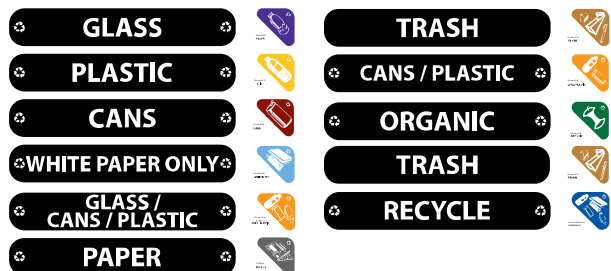 GLASS
PLASTIC
CANS
WHITE PAPER ONLY
GLASS /
CANS / PLASTIC
PAPER
TRASH
CANS / PLASTIC
ORGANIC
TRASH
RECYCLE